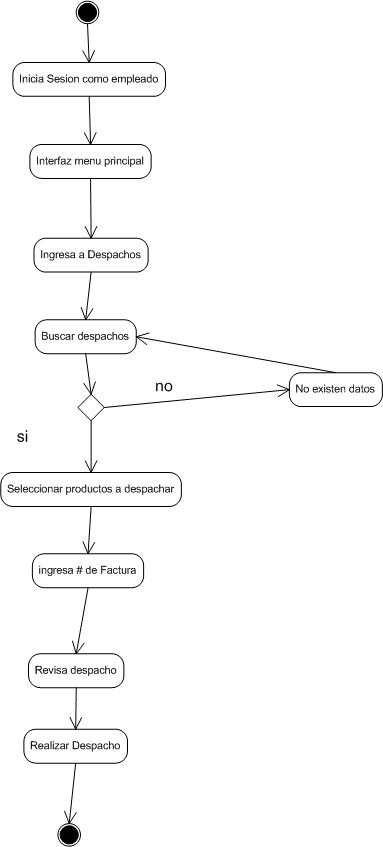 Inicia Sesion como empleado
Interfaz menu principal
Ingresa a Despachos
Buscar despachos
no
No existen datos
si
Seleccionar productos a despachar
ingresa # de Factura
Revisa despacho
Realizar Despacho